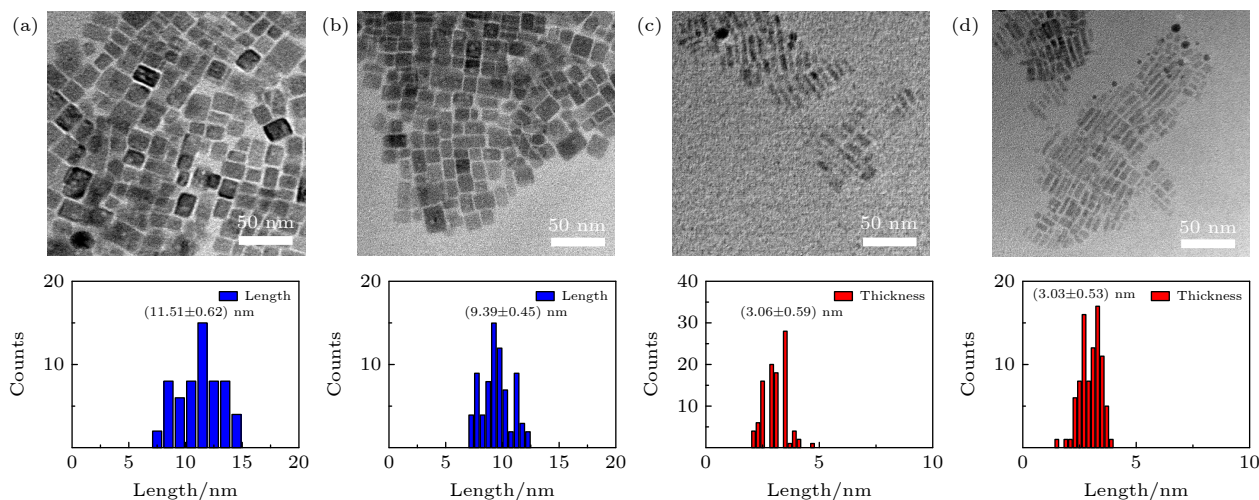 (a)
50 nm
(b)
50 nm
(c)
50 nm
(d)
50 nm
20
10
Counts
Length
(11.51±0.62) nm
0
5
10
15
20
Length/nm
20
10
Counts
Length
(9.39±0.45) nm
0
5
10
15
20
Length/nm
40
30
20
10
Counts
Thickness
(3.06±0.59) nm
0
5
10
Length/nm
20
10
Counts
Thickness
(3.03±0.53) nm
0
5
10
Length/nm